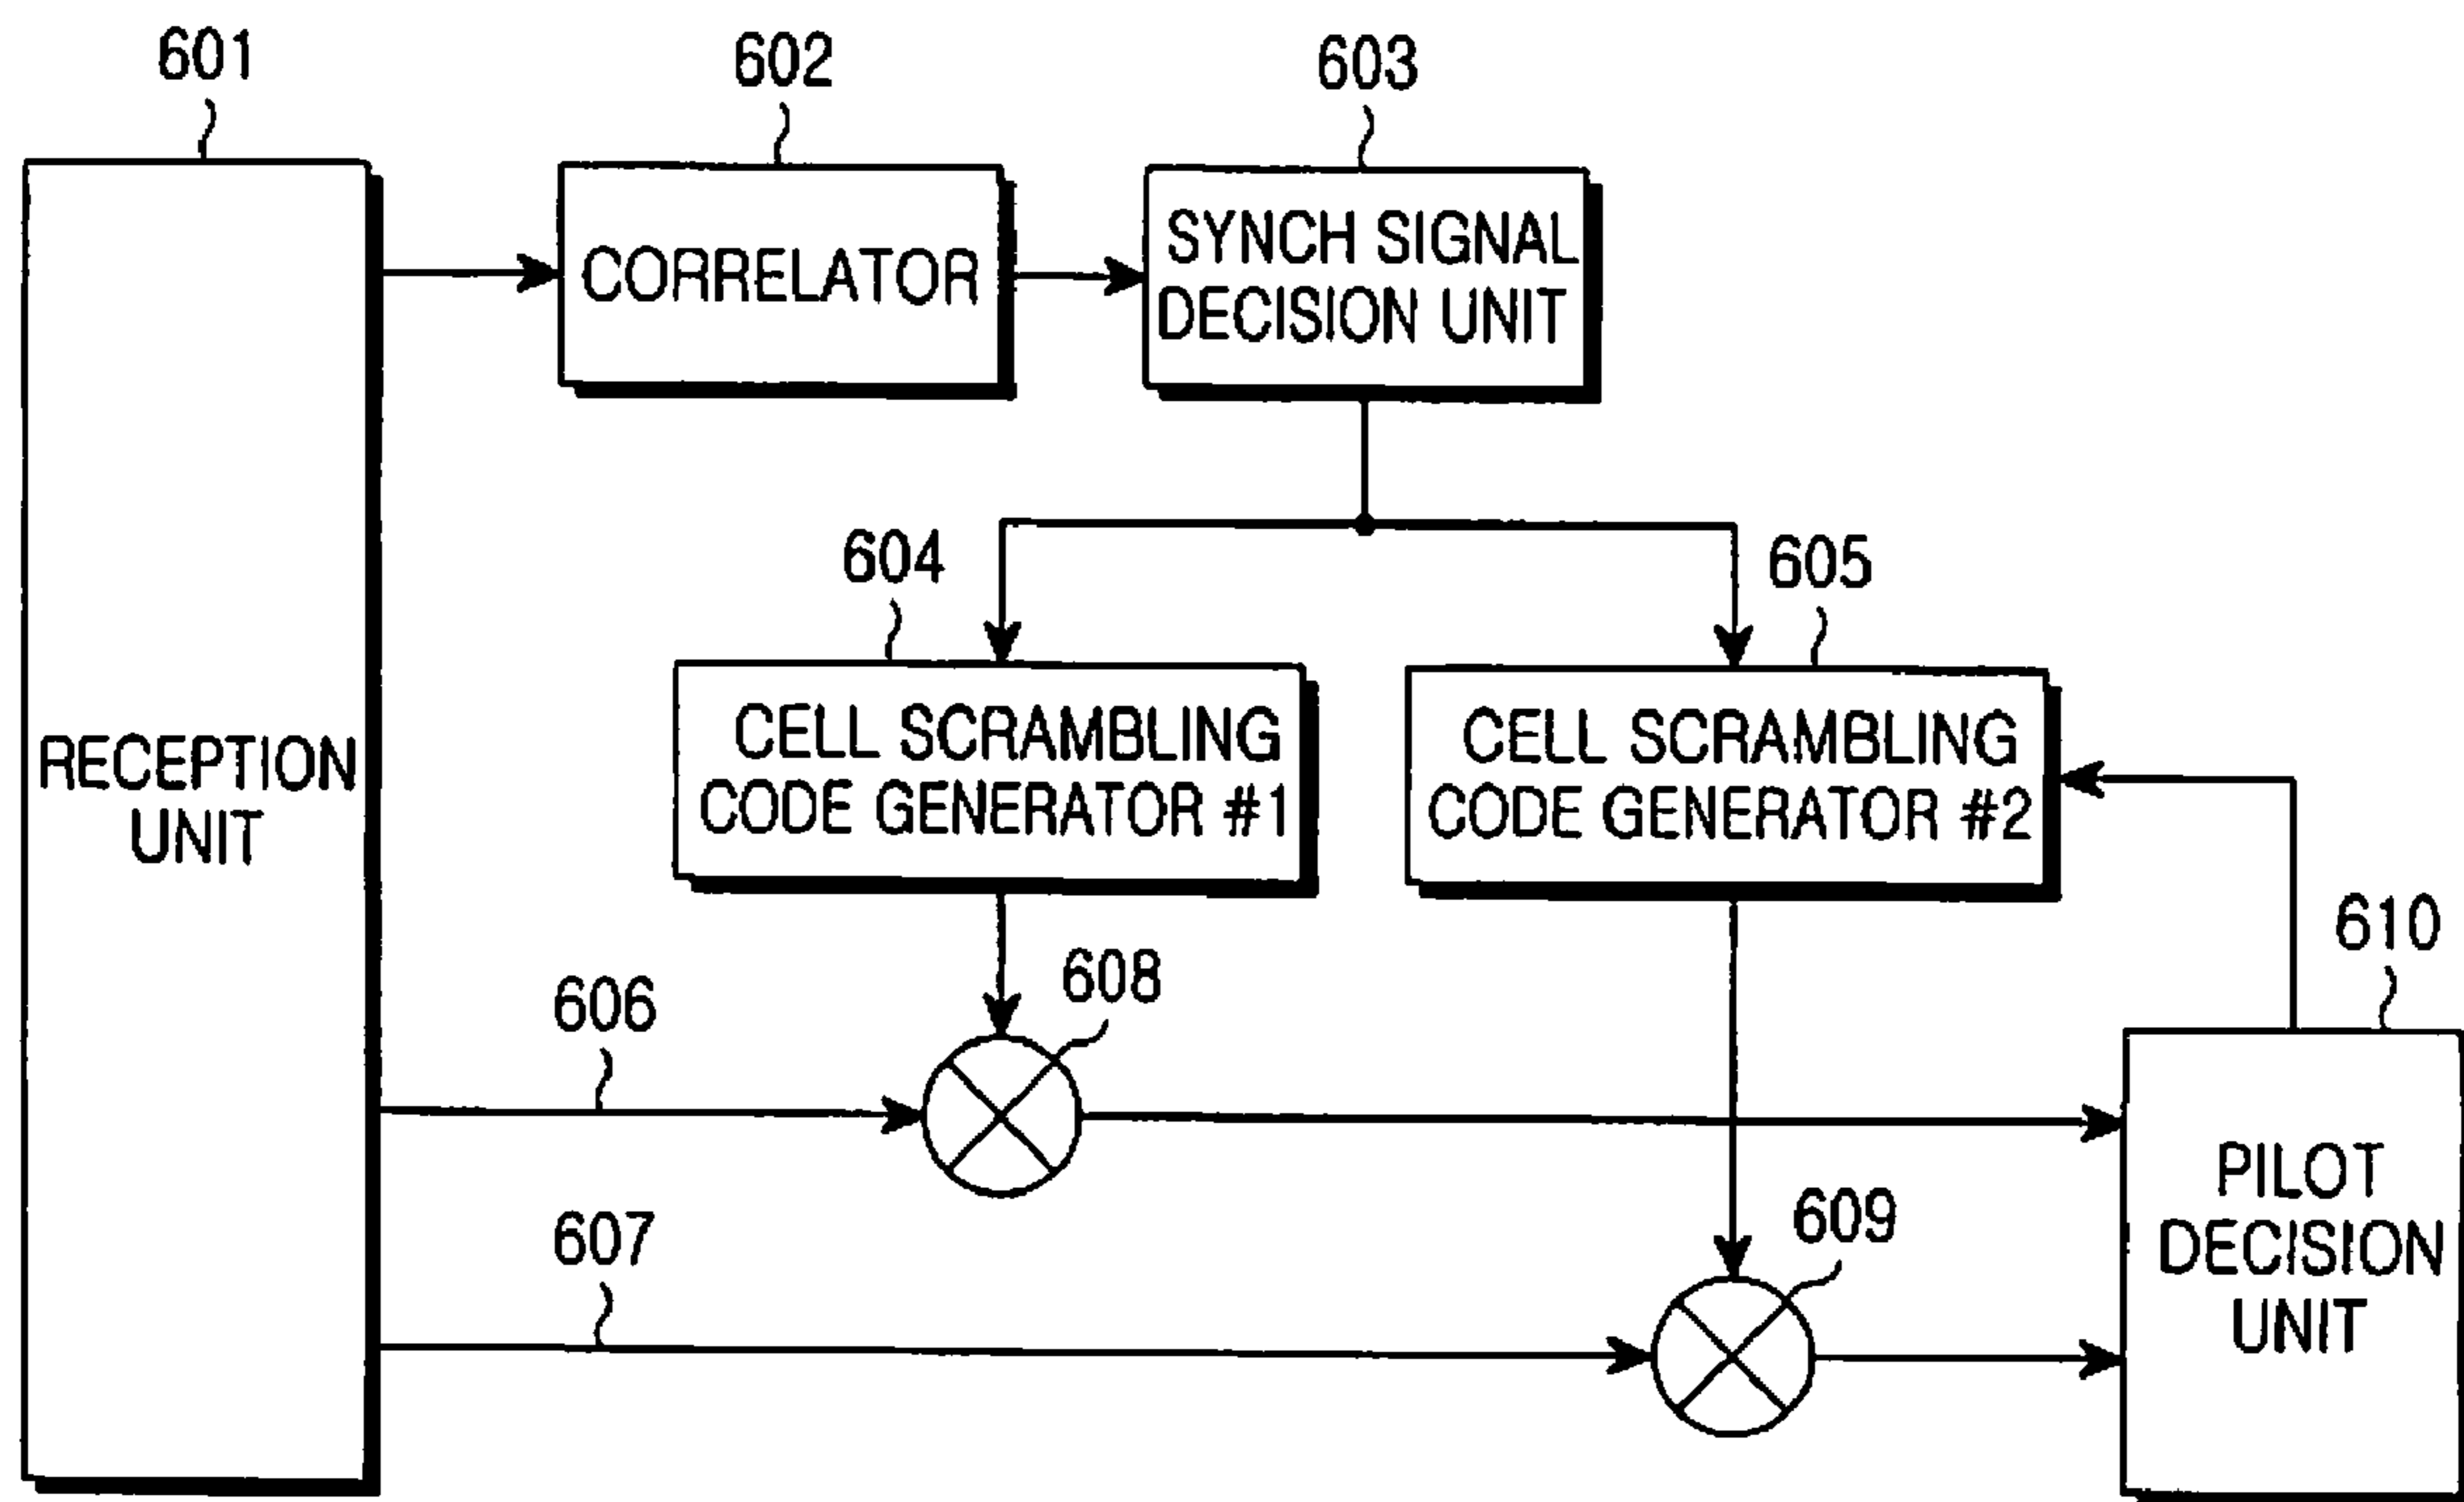 601
602
603
CORRELATOR
SYNCH SIGNAL
DECISION UNIT
604
605
RECEPTION
UNIT
CELL SCRAMBLING
CODE GENERATOR #1
CELL SCRAMBLING
CODE GENERATOR #2
610
606
608
607
609
PILOT
DECISION
UNIT